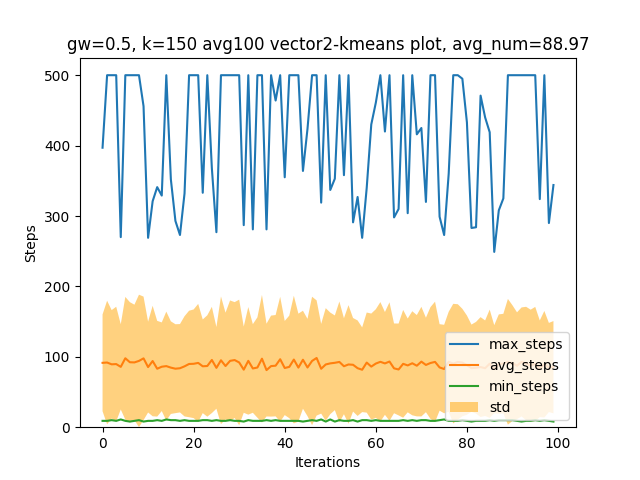 gw=0.5, k=150 avg100 vector2-kmeans plot, avg_num=88.97
500
400
300
200
100
0
Steps
0 20 40 60 80 100
Iterations
max_steps
avg_steps
min_steps
std